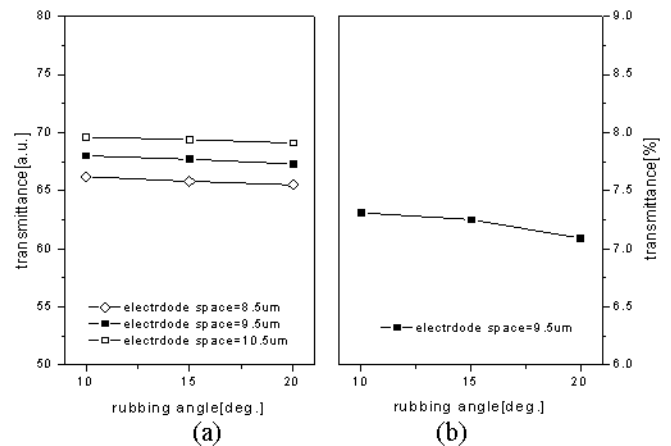 80
75
70
65
60
55
50
transmittance[a.u.]
electrdode space=8.5um
electrdode space=9.5um
electrdode space=10.5um
10
15
20
rubbing angle[deg.]
(a)
9.0
8.5
8.0
7.5
7.0
6.5
6.0
transmittance[%]
electrdode space=9.5um
10
15
20
rubbing angle[deg.]
(b)